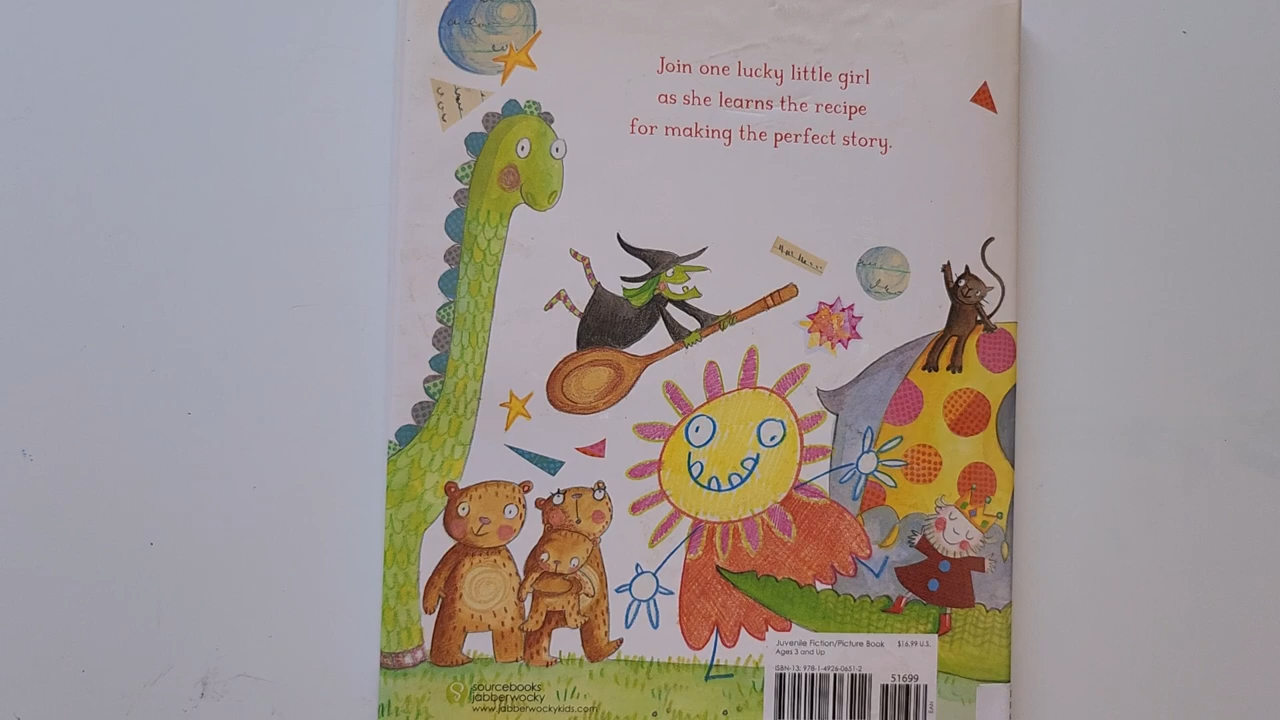 Join one lucky little girl
as she learns the recipe
for making the perfect story.
Juvenile Fiction/Picture Book $16.99 U.S.
Ages 3 and Up
ISBN-13: 978-1-4926-0651-2
51699
EAN
sourcebooks
jabberwocky
www.jabberwockykids.com